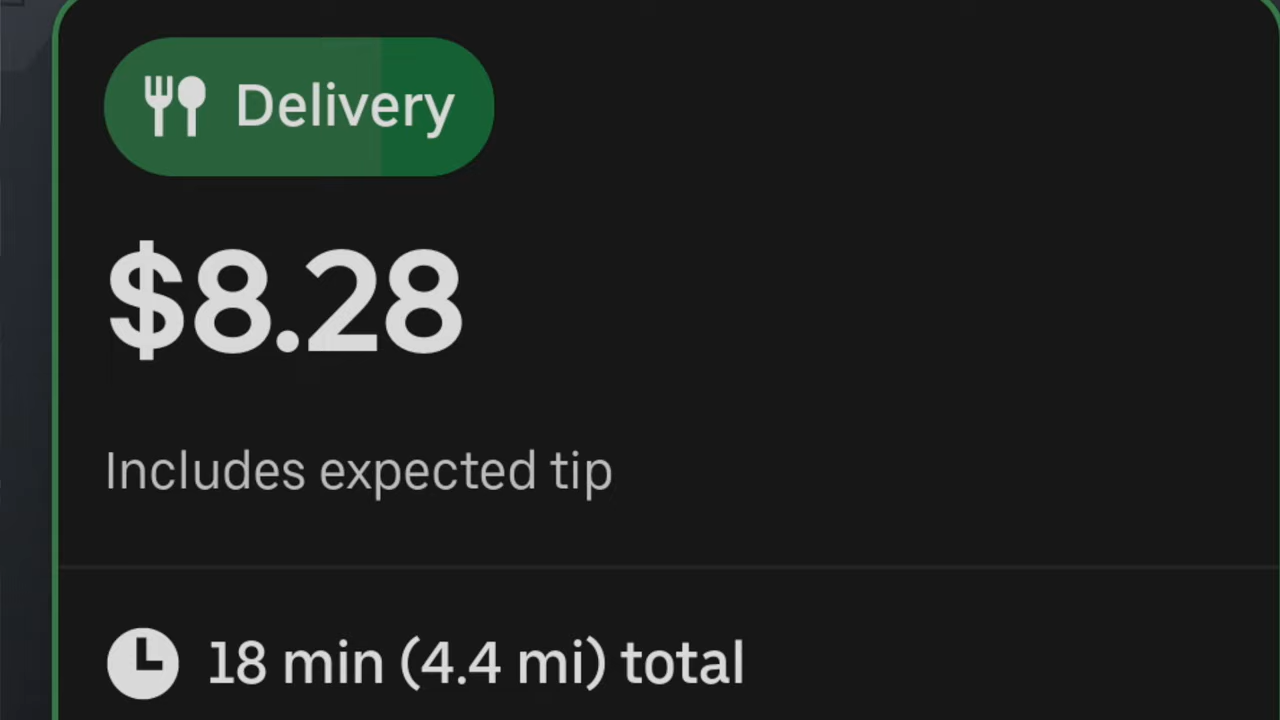 Delivery
$8.28
Includes expected tip
18 min (4.4 mi) total